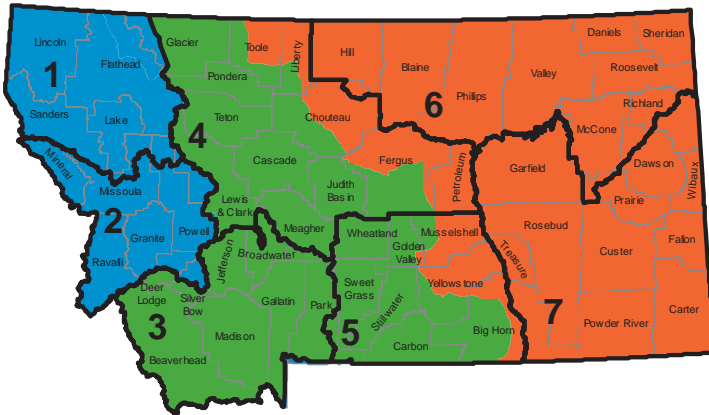 Lincoln
Flathead
1
Sanders
Lake
Mineral
Missoula
2
Granite
Powell
Ravalli
Glacier
Toole
Liberty
Pondera
Teton
Chouteau
4
Cascade
Fergus
Judith
Basin
Petroleum
Lewis
& Clark
Meagher
Hill
Blaine
Phillips
6
Valley
Daniels
Sheridan
Roosevelt
Richland
McCone
Dawson
Garfield
Wibaux
Prairie
Rosebud
Treasure
Custer
Fallon
7
Powder River
Carter
Jefferson
Broadwater
Deer
Lodge
Silver
Bow
Gallatin
Park
3
Madison
Beaverhead
Wheatland
Golden
Valley
Musselshell
Sweet
Grass
Stillwater
Yellowstone
5
Carbon
Big Horn